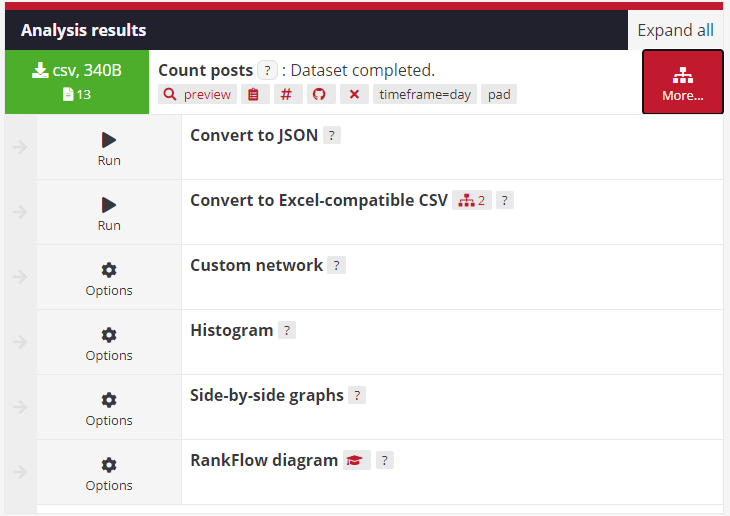 Analysis results
Expand all
csv, 340B
13
Count posts ? : Dataset completed.
preview # timeframe=day pad
More...
Run
Convert to JSON ?
Run
Convert to Excel-compatible CSV 2 ?
Options
Custom network ?
Options
Histogram ?
Options
Side-by-side graphs ?
Options
RankFlow diagram ?